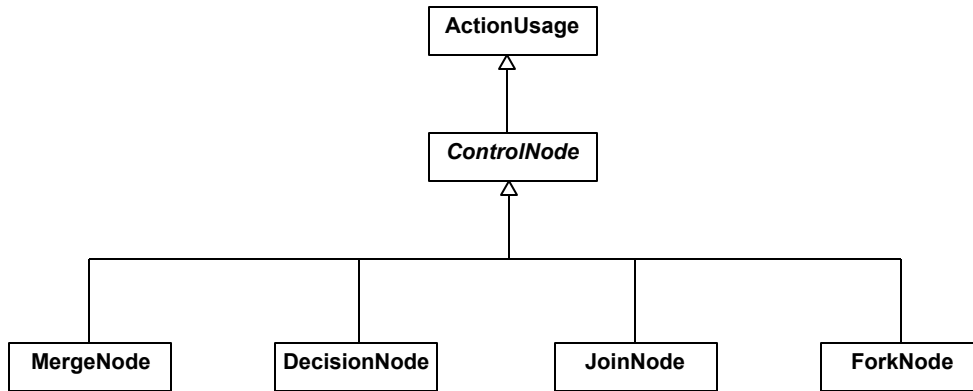 ActionUsage
ControlNode
MergeNode
DecisionNode
JoinNode
ForkNode